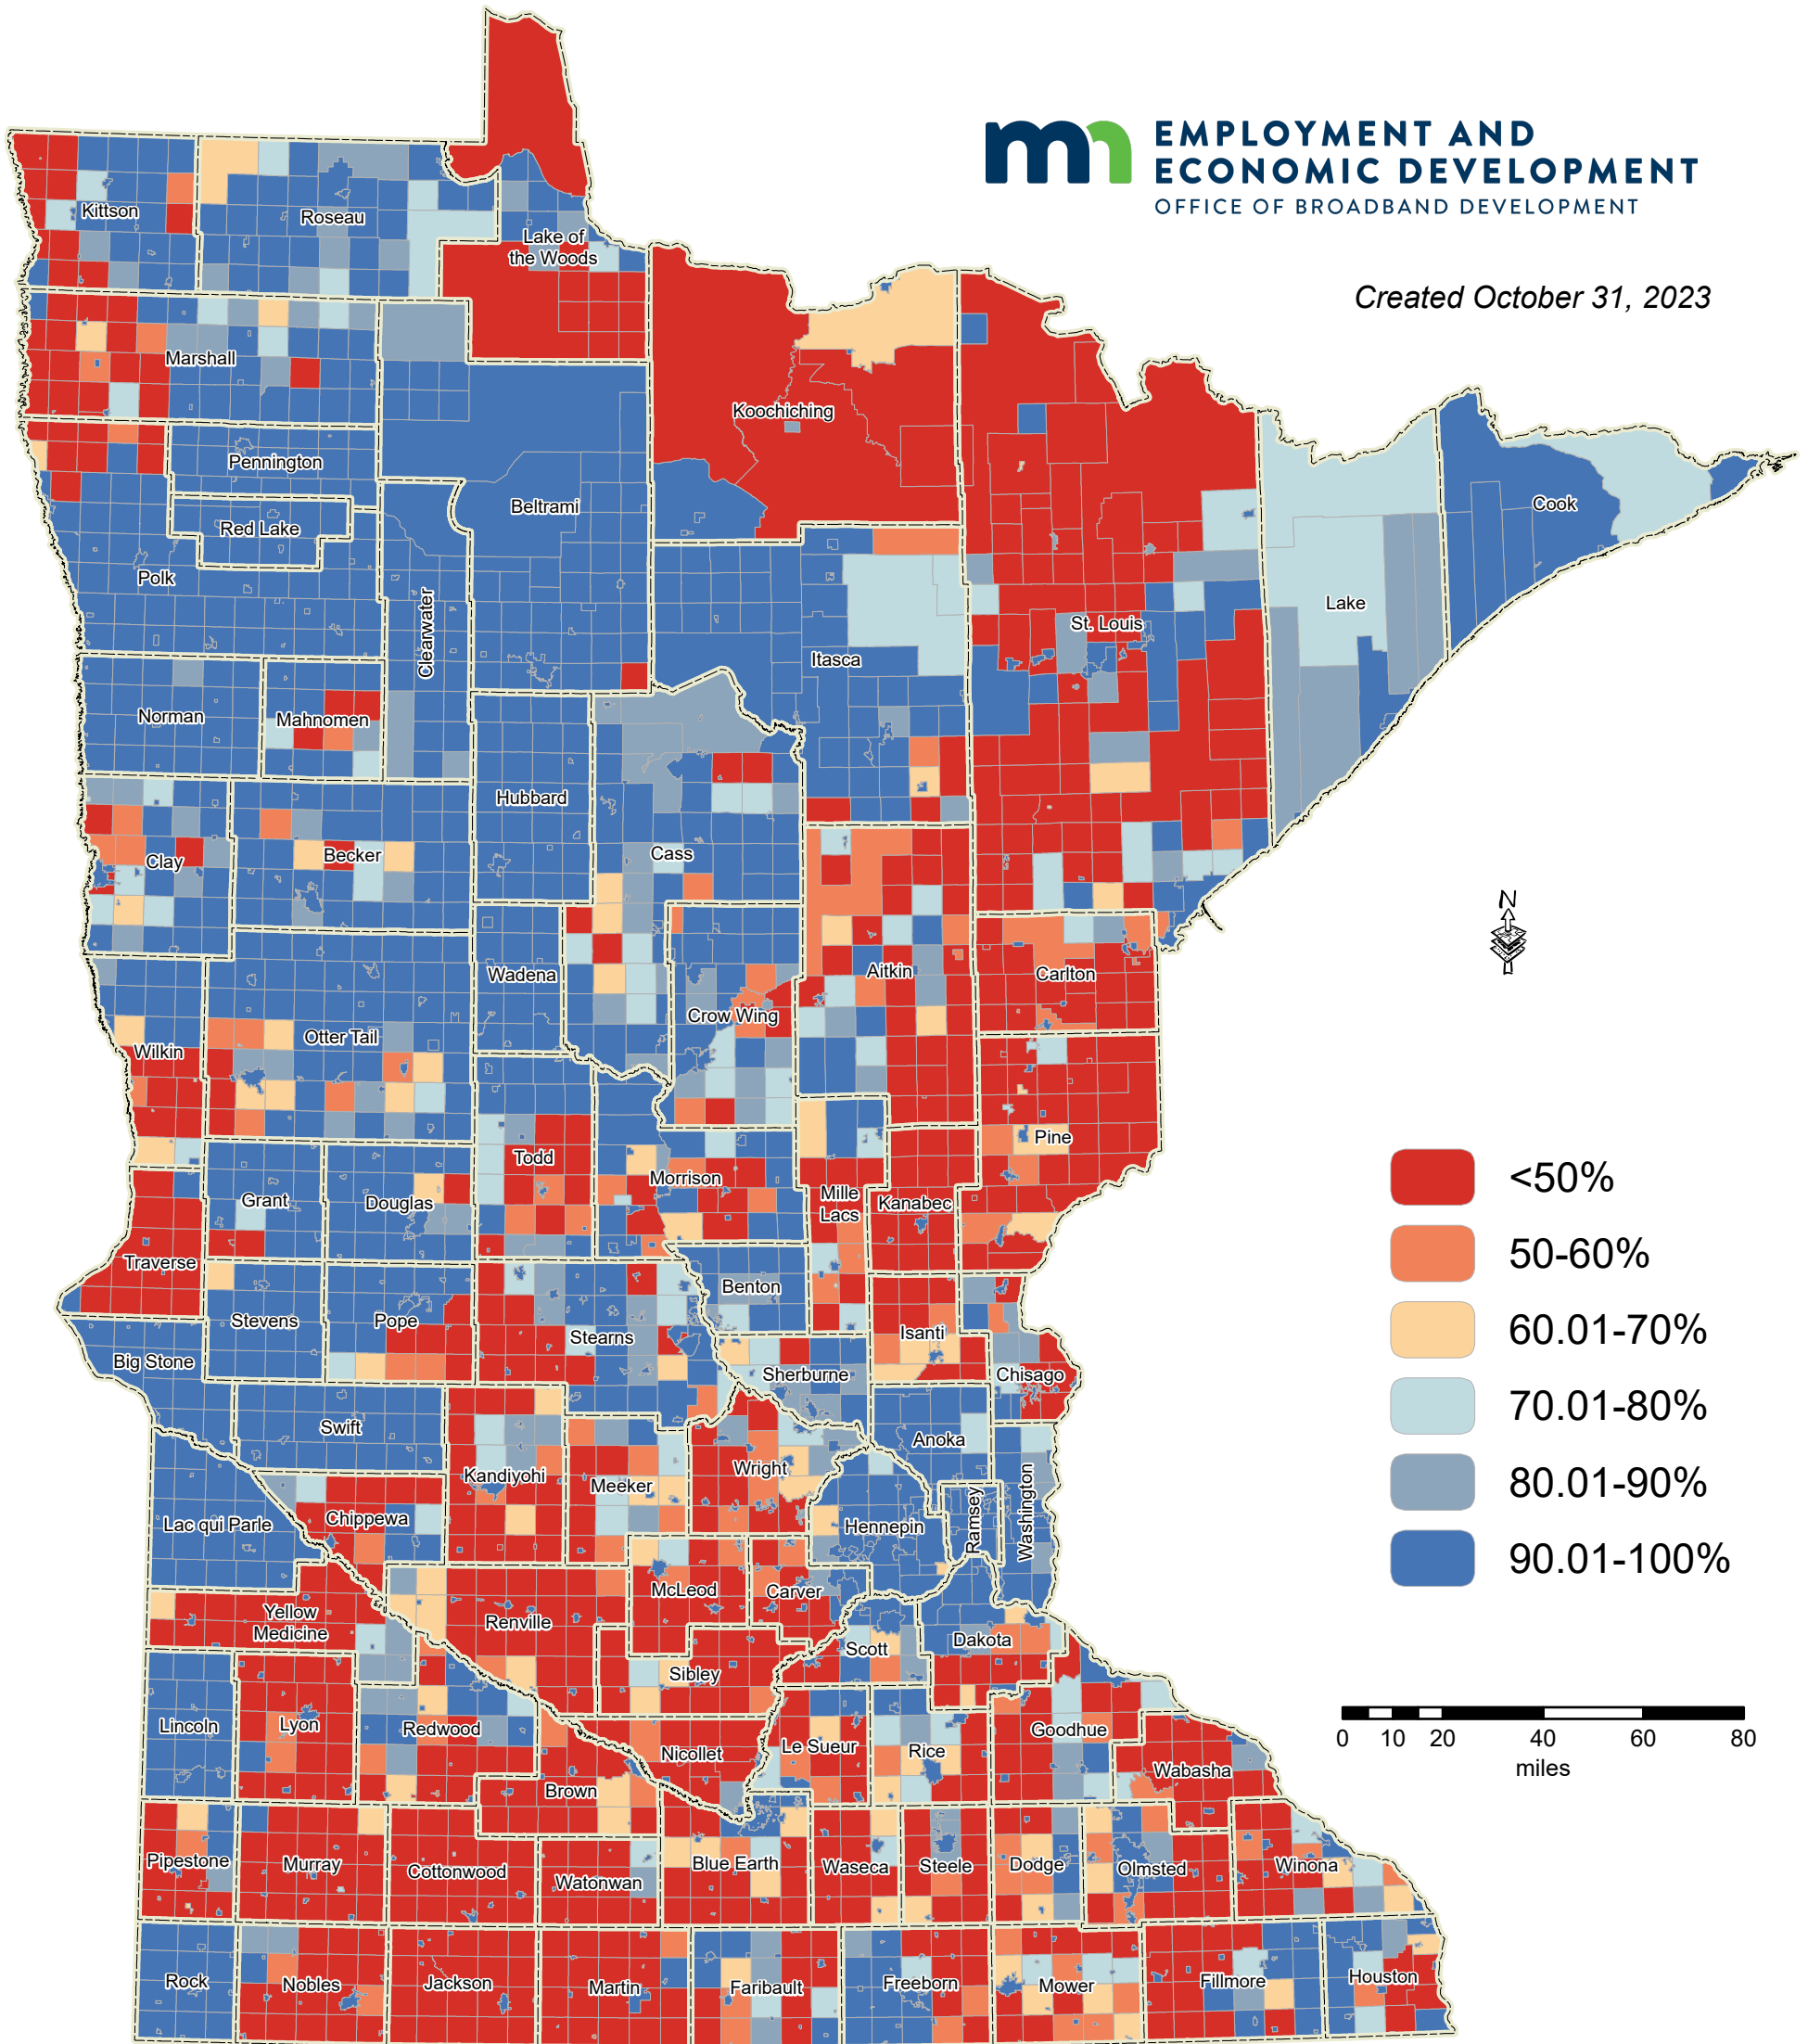 EMPLOYMENT AND
ECONOMIC DEVELOPMENT
OFFICE OF BROADBAND DEVELOPMENT
Created October 31, 2023
Kittson
Roseau
Lake of
the Woods
Marshall
Koochiching
Pennington
Beltrami
Cook
Red Lake
Polk
Clearwater
Lake
St. Louis
Itasca
Norman
Mahnomen
Hubbard
Clay
Becker
Cass
N
Wadena
Aitkin
Carlton
Crow Wing
Otter Tail
Wilkin
Pine
Todd
Morrison
Mille
Lacs
Kanabec
Grant
Douglas
Traverse
Benton
Stevens
Pope
Stearns
Isanti
Big Stone
Sherburne
Chisago
Swift
Anoka
Kandiyohi
Meeker
Wright
Ramsey
Washington
Lac qui Parle
Chippewa
Hennepin
McLeod
Carver
Yellow
Medicine
Renville
Scott
Dakota
Sibley
Lincoln
Lyon
Redwood
Nicollet
Le Sueur
Rice
Goodhue
Wabasha
Brown
Pipestone
Murray
Cottonwood
Watonwan
Blue Earth
Waseca
Steele
Dodge
Olmsted
Winona
Rock
Nobles
Jackson
Martin
Faribault
Freeborn
Mower
Fillmore
Houston
<50%
50-60%
60.01-70%
70.01-80%
80.01-90%
90.01-100%
0 10 20 40 60 80
miles